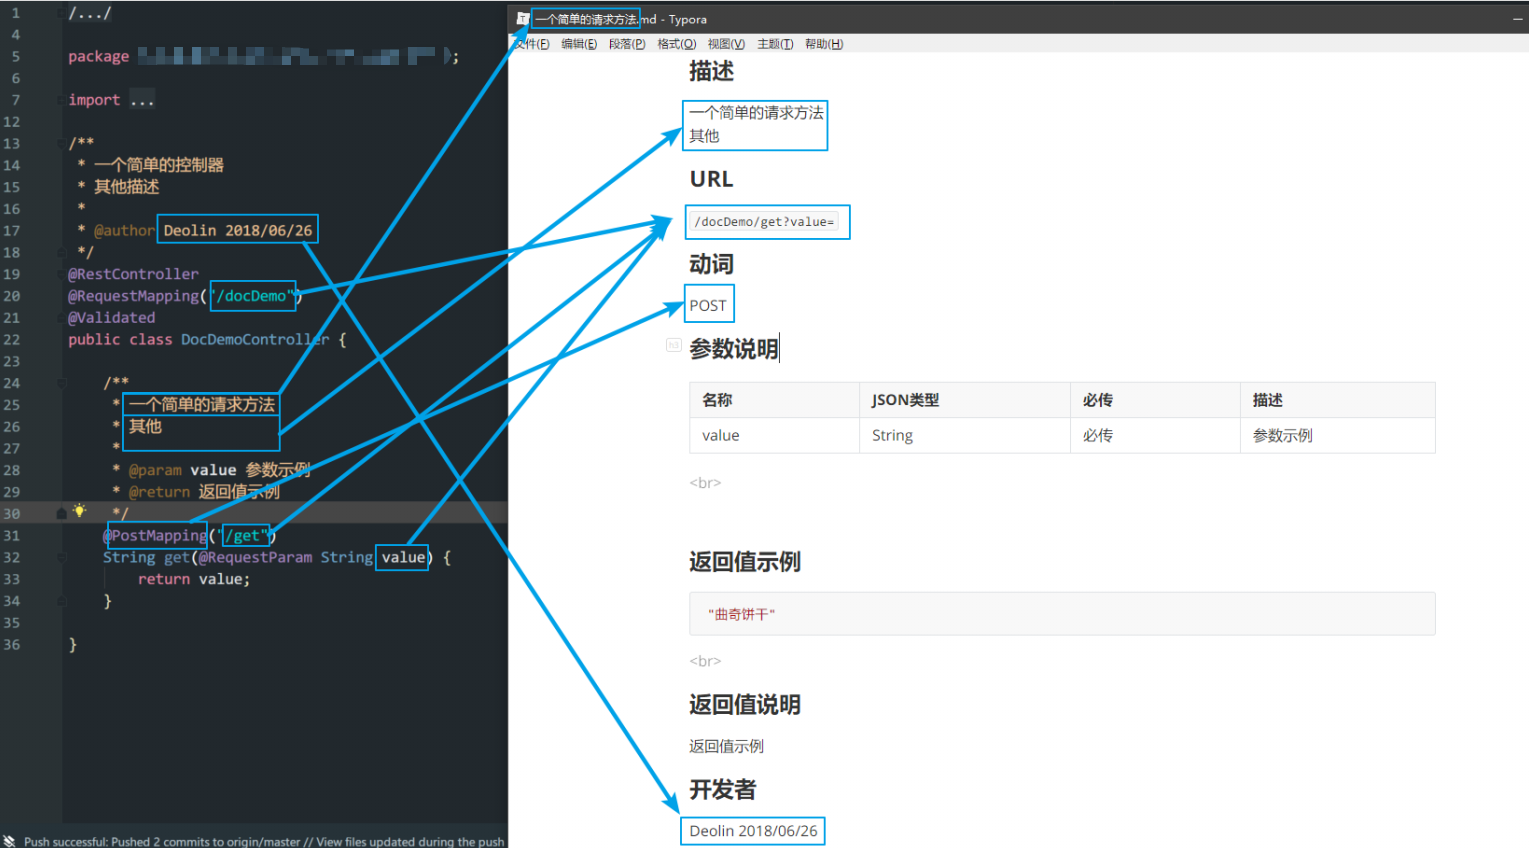 1 /.../
4
5 package ;
6
7 import ...
12
13 /**
14 * 一个简单的控制器
15 * 其他描述
16 *
17 * @author Deolin 2018/06/26
18 */
19 @RestController
20 @RequestMapping("/docDemo")
21 @Validated
22 public class DocDemoController {
23
24 /**
25 * 一个简单的请求方法
26 * 其他
27 *
28 * @param value 参数示例
29 * @return 返回值示例
30 */
31 @PostMapping("/get")
32 String get(@RequestParam String value) {
33 return value;
34 }
35
36 }
Push successful: Pushed 2 commits to origin/master // View files updated during the push
一个简单的请求方法.md - Typora
文件(F) 编辑(E) 段落(P) 格式(O) 视图(V) 主题(T) 帮助(H)
描述
一个简单的请求方法
其他
URL
/docDemo/get?value=
动词
POST
h3 参数说明
名称 JSON类型 必传 描述
value String 必传 参数示例
<br>
返回值示例
"曲奇饼干"
<br>
返回值说明
返回值示例
开发者
Deolin 2018/06/26